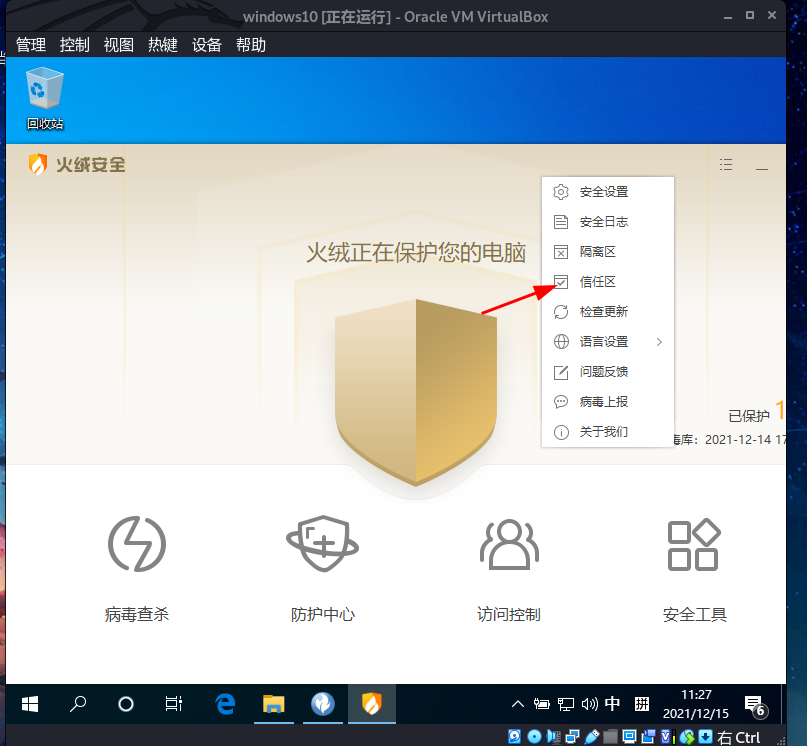 windows10 [正在运行] - Oracle VM VirtualBox
管理 控制 视图 热键 设备 帮助
回收站
火绒安全
安全设置
安全日志
火绒正在保护您的电脑
隔离区
信任区
检查更新
语言设置
问题反馈
病毒上报
已保护 1
关于我们
毒库: 2021-12-14 17
病毒查杀 防护中心 访问控制 安全工具
中 拼 11:27
2021/12/15
6
右 Ctrl